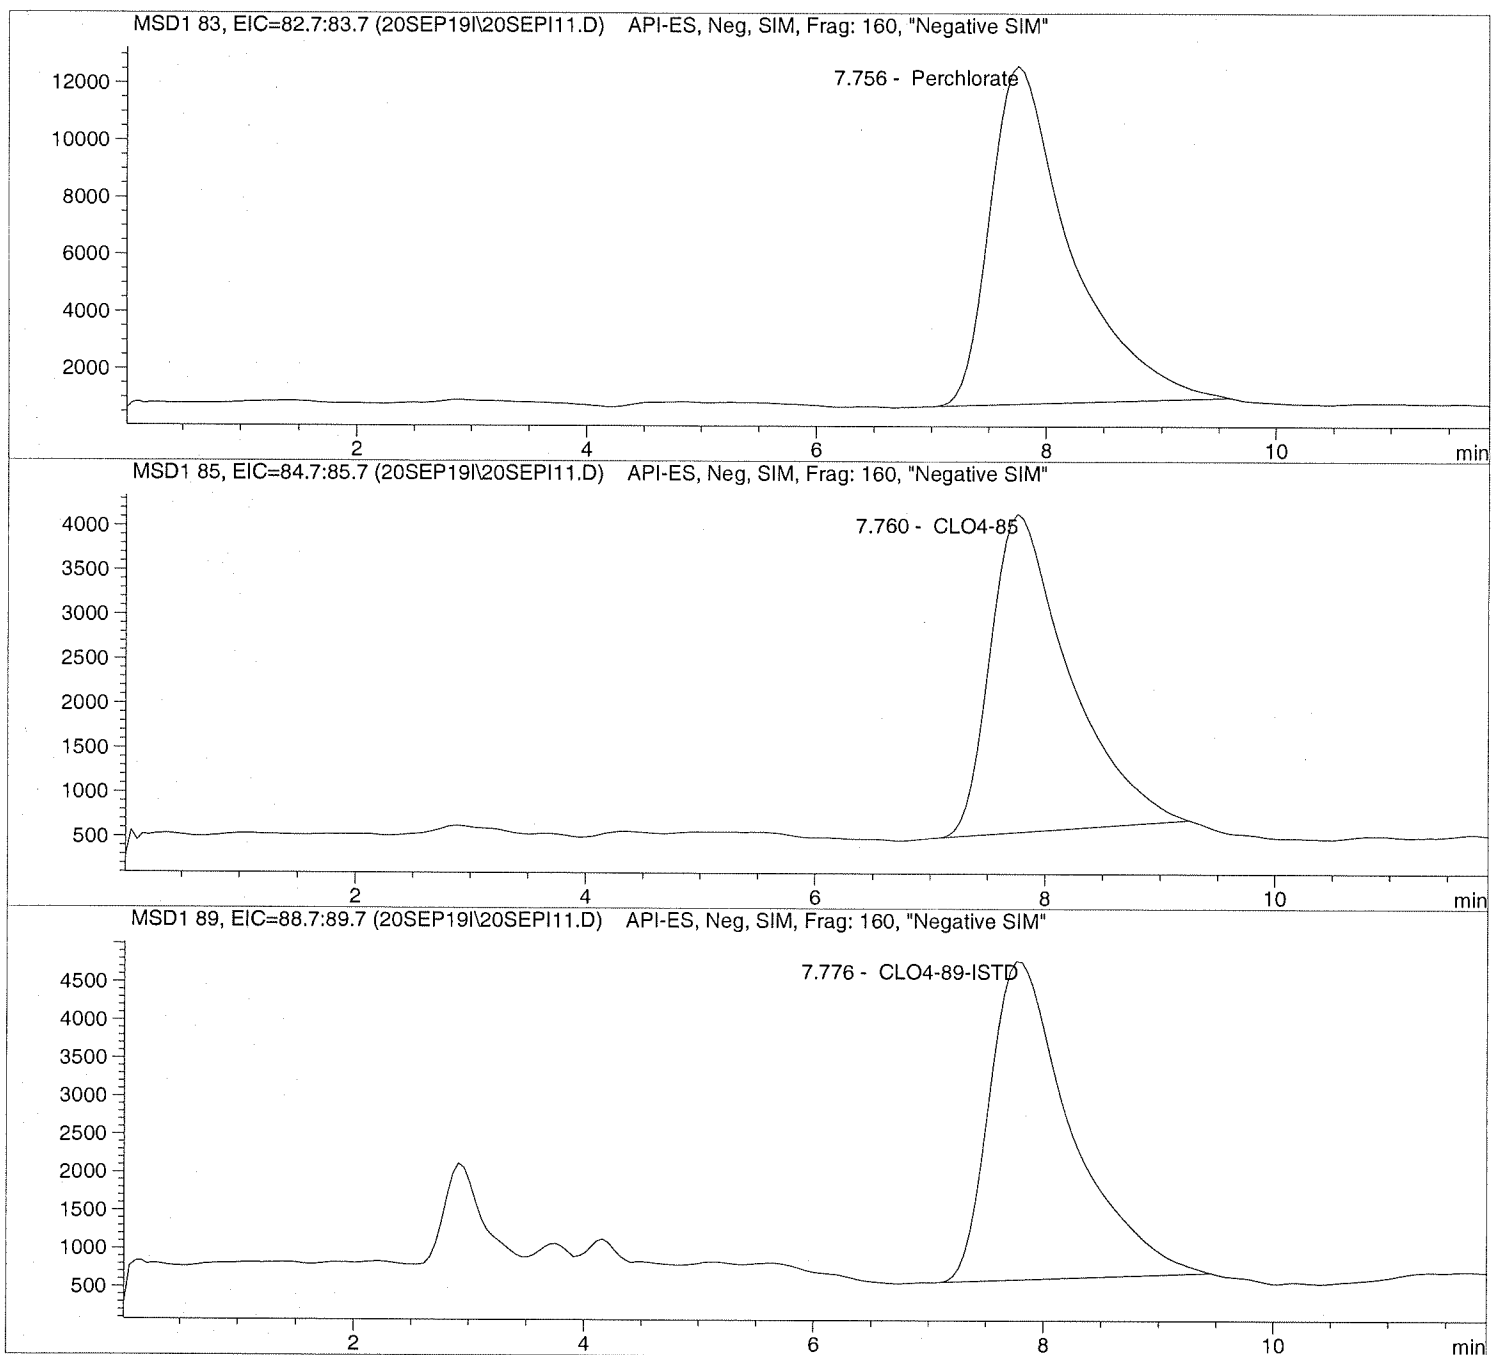 MSD1 83, EIC=82.7:83.7 (20SEP19I\20SEPI11.D) API-ES, Neg, SIM, Frag: 160, "Negative SIM"
7.756 - Perchlorate
12000
10000
8000
6000
4000
2000
2 4 6 8 10 min
MSD1 85, EIC=84.7:85.7 (20SEP19I\20SEPI11.D) API-ES, Neg, SIM, Frag: 160, "Negative SIM"
7.760 - CLO4-85
4000
3500
3000
2500
2000
1500
1000
500
2 4 6 8 10 min
MSD1 89, EIC=88.7:89.7 (20SEP19I\20SEPI11.D) API-ES, Neg, SIM, Frag: 160, "Negative SIM"
7.776 - CLO4-89-ISTD
4500
4000
3500
3000
2500
2000
1500
1000
500
2 4 6 8 10 min